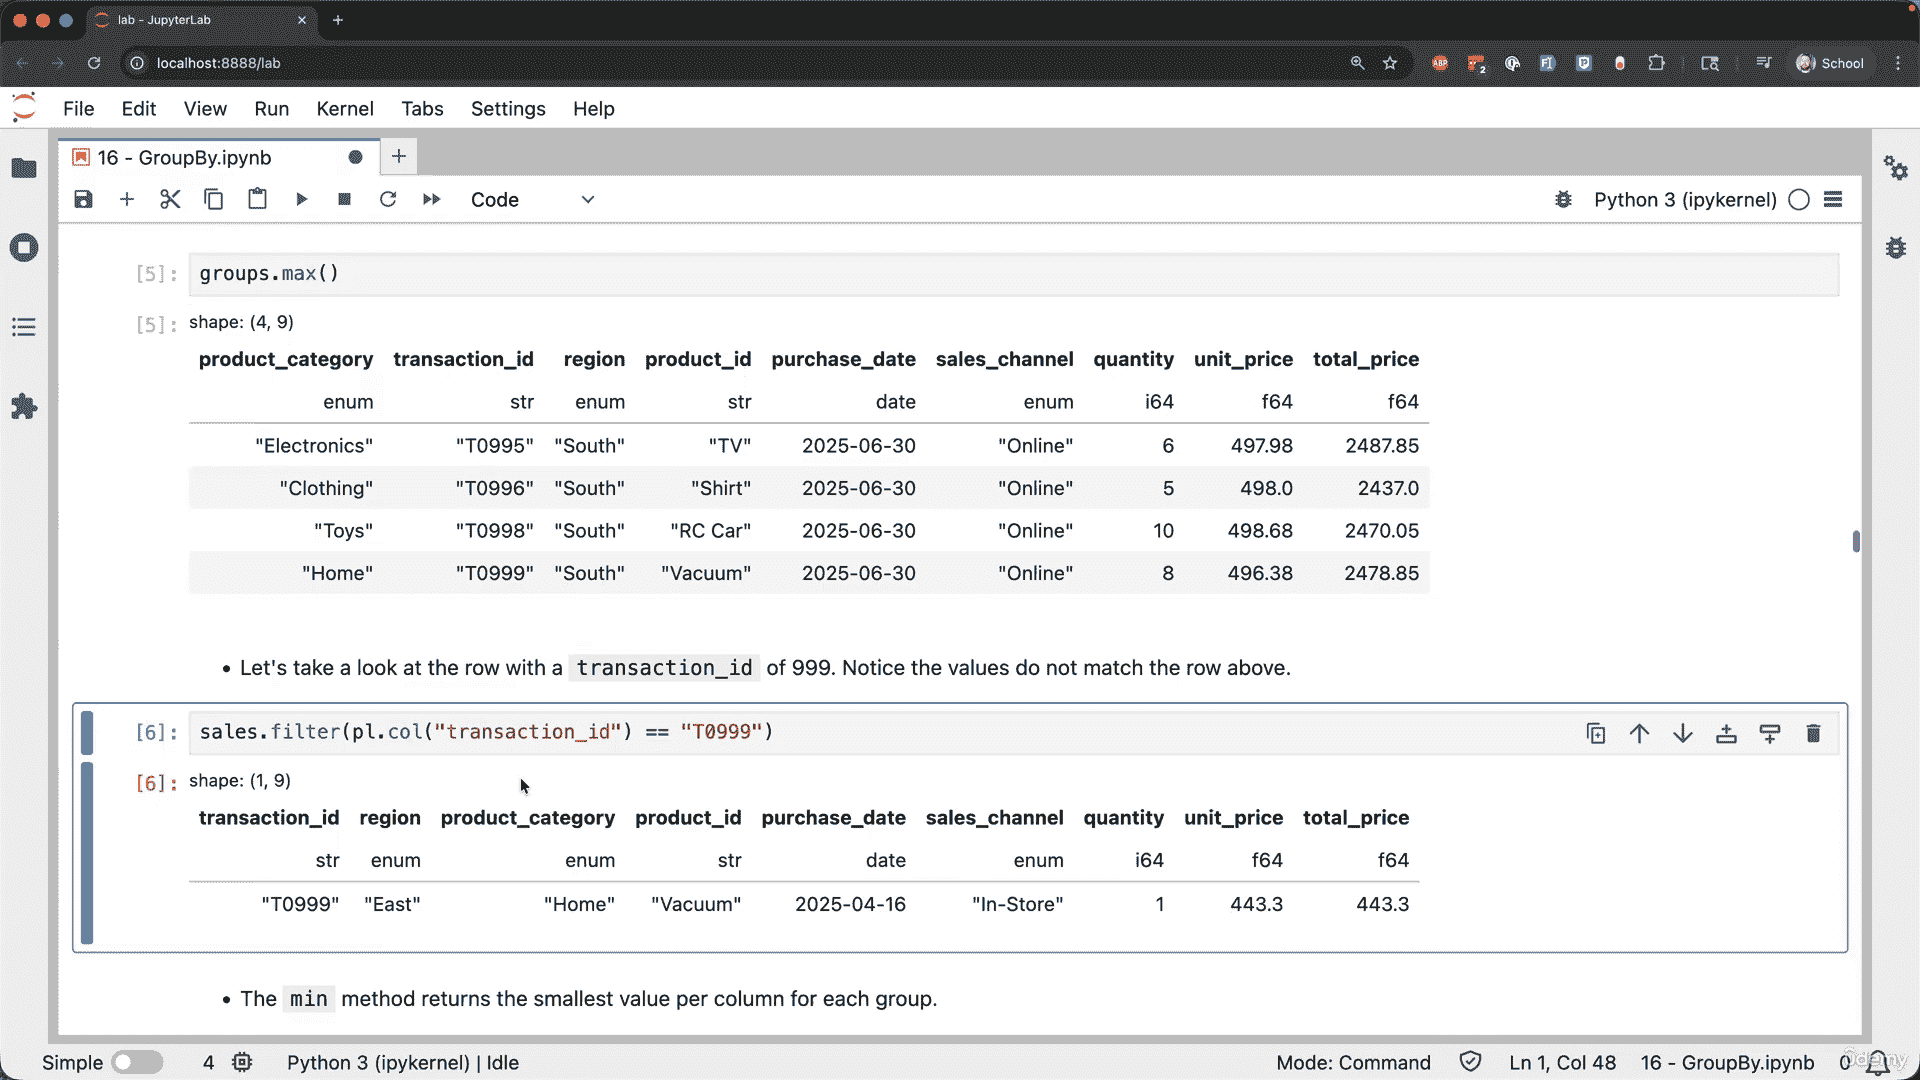 lab - JupyterLab
localhost:8888/lab
ABP
2
School
File Edit View Run Kernel Tabs Settings Help
16 - GroupBy.ipynb
Code
Python 3 (ipykernel)
[5]: groups.max()
[5]: shape: (4, 9)
product_category transaction_id region product_id purchase_date sales_channel quantity unit_price total_price
enum str enum str date enum i64 f64 f64
"Electronics" "T0995" "South" "TV" 2025-06-30 "Online" 6 497.98 2487.85
"Clothing" "T0996" "South" "Shirt" 2025-06-30 "Online" 5 498.0 2437.0
"Toys" "T0998" "South" "RC Car" 2025-06-30 "Online" 10 498.68 2470.05
"Home" "T0999" "South" "Vacuum" 2025-06-30 "Online" 8 496.38 2478.85
• Let's take a look at the row with a transaction_id of 999. Notice the values do not match the row above.
[6]: sales.filter(pl.col("transaction_id") == "T0999")
[6]: shape: (1, 9)
transaction_id region product_category product_id purchase_date sales_channel quantity unit_price total_price
str enum enum str date enum i64 f64 f64
"T0999" "East" "Home" "Vacuum" 2025-04-16 "In-Store" 1 443.3 443.3
• The min method returns the smallest value per column for each group.
Simple 4 Python 3 (ipykernel) | Idle Mode: Command Ln 1, Col 48 16 - GroupBy.ipynb 0
Udemy